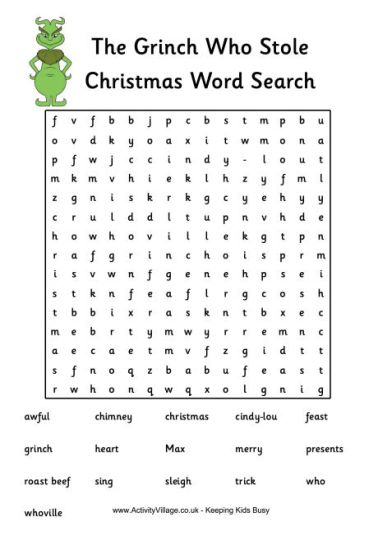 The Grinch Who Stole
Christmas Word Search
f v f b b j p c b s t m p b u
o v d k y o a x i t w m o n a
p f w j c c i n d y - l o u t
m k m v h i e k l h z y f m l
z g n i s k r k g c y e h y y
c r u l d d l t u p n v h d e
h o w h o v i l l e k g t p n
r a f g r i n c h o i s p r m
i s v w n f g e n e h p s e i
s t k n f e a f l r g c o s h
t b b i x r a s k n t b x e c
m e b r t y m w y r r e m n c
a e c a e t m v f z g i d t t
s f n o q z b a b u f e a s t
r w h o n q w q x o l g n i g
awful chimney christmas cindy-lou feast
grinch heart Max merry presents
roast beef sing sleigh trick who
whoville
www.ActivityVillage.co.uk - Keeping Kids Busy